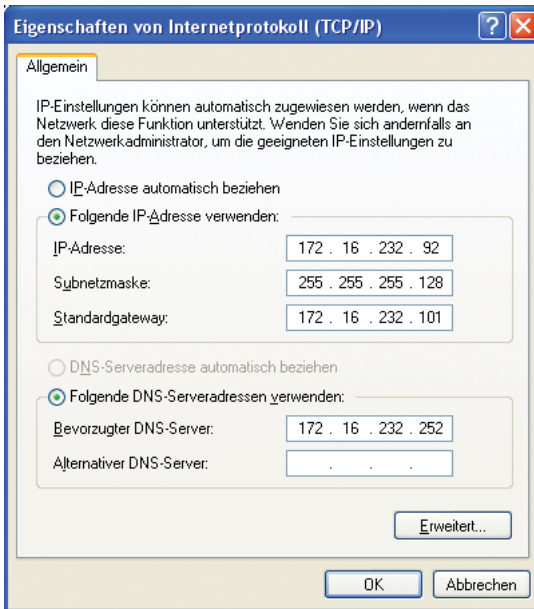 Eigenschaften von Internetprotokoll (TCP/IP)
Allgemein
IP-Einstellungen können automatisch zugewiesen werden, wenn das
Netzwerk diese Funktion unterstützt. Wenden Sie sich andernfalls an
den Netzwerkadministrator, um die geeigneten IP-Einstellungen zu
beziehen.
IP-Adresse automatisch beziehen
Folgende IP-Adresse verwenden:
IP-Adresse: 172 . 16 . 232 . 92
Subnetzmaske: 255 . 255 . 255 . 128
Standardgateway: 172 . 16 . 232 . 101
DNS-Serveradresse automatisch beziehen
Folgende DNS-Serveradressen verwenden:
Bevorzugter DNS-Server: 172 . 16 . 232 . 252
Alternativer DNS-Server: . . .
Erweitert...
OK Abbrechen